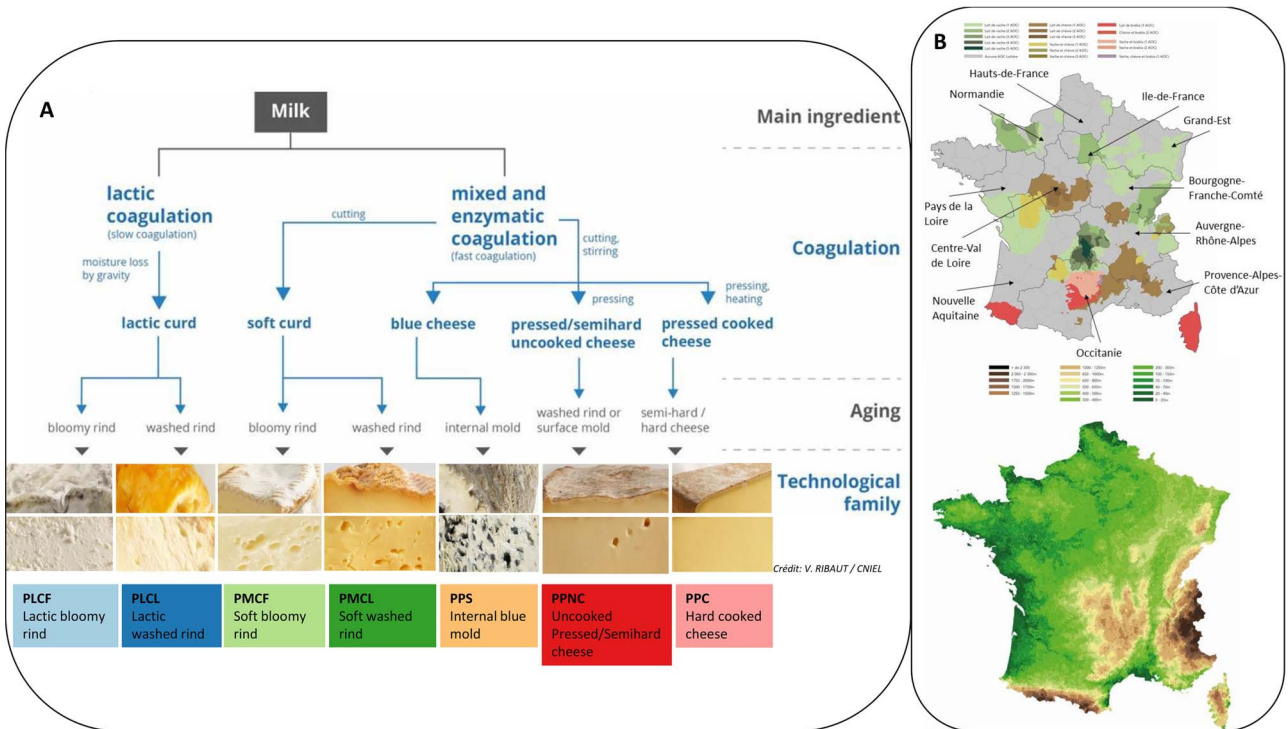 A
Milk
Main ingredient
lactic
coagulation
(slow coagulation)
mixed and
enzymatic
coagulation
(fast coagulation)
cutting
cutting,
stirring
Coagulation
moisture loss
by gravity
pressing
pressing,
heating
lactic curd
soft curd
blue cheese
pressed/semihard
uncooked cheese
pressed cooked
cheese
Aging
bloomy rind
washed rind
bloomy rind
washed rind
internal mold
washed rind or
surface mold
semi-hard /
hard cheese
Technological
family
Crédit: V. RIBAUT / CNIEL
PLCF
Lactic bloomy
rind
PLCL
Lactic
washed rind
PMCF
Soft bloomy
rind
PMCL
Soft washed
rind
PPS
Internal blue
mold
PPNC
Uncooked
Pressed/Semihard
cheese
PPC
Hard cooked
cheese
B
Hauts-de-France
Normandie
Ile-de-France
Grand-Est
Bourgogne-
Franche-Comté
Pays de la
Loire
Auvergne-
Rhône-Alpes
Centre-Val
de Loire
Provence-Alpes-
Côte d'Azur
Nouvelle
Aquitaine
Occitanie